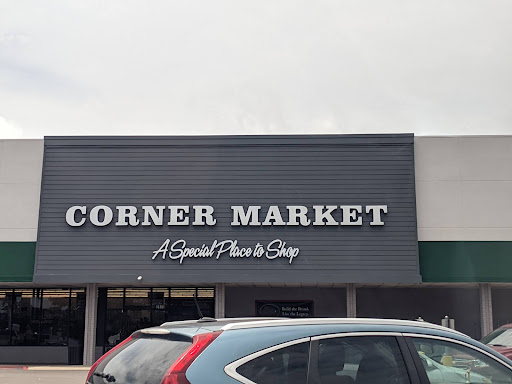 CORNER MARKET
A Special Place to Shop